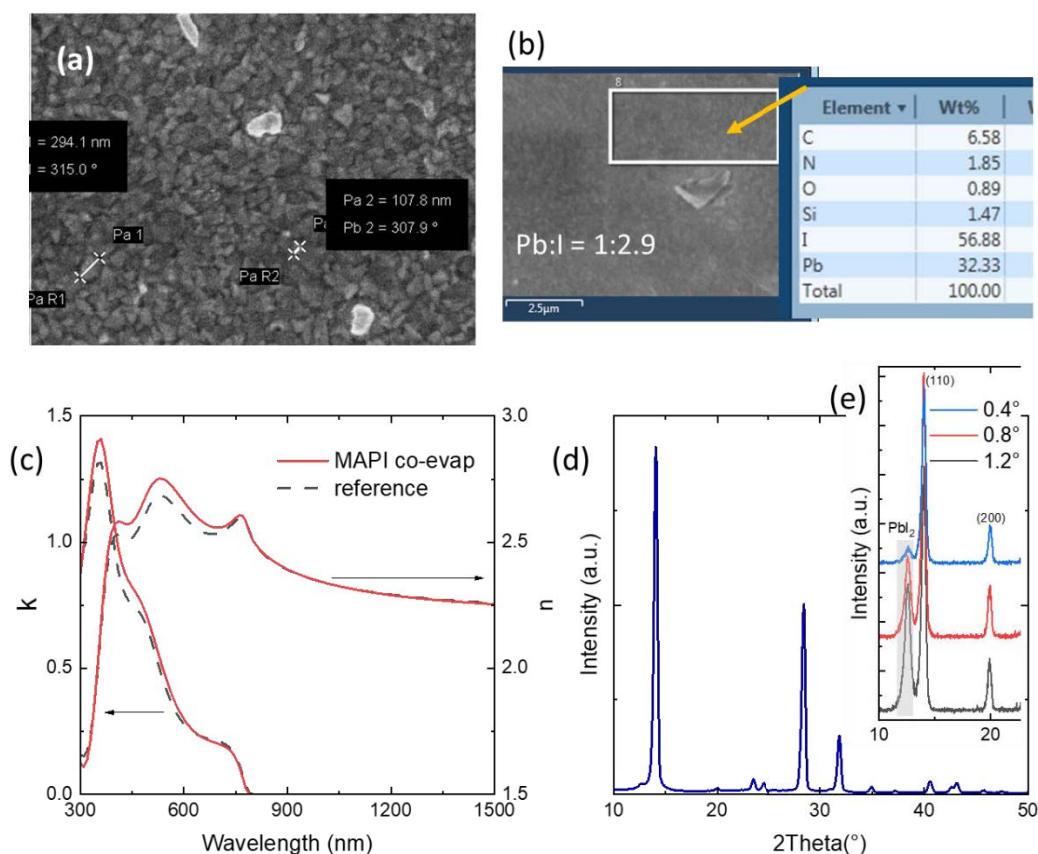 (a)
= 294.1 nm
= 315.0 °
Pa 2 = 107.8 nm
Pb 2 = 307.9 °
Pa 1
Pa R1
Pa R2
(b)
8
Pb:I = 1:2.9
2.5µm
Element Wt%
C 6.58
N 1.85
O 0.89
Si 1.47
I 56.88
Pb 32.33
Total 100.00
(c)
MAPI co-evap
reference
k
1.5
1.0
0.5
0.0
n
3.0
2.5
2.0
1.5
300 600 900 1200 1500
Wavelength (nm)
(d)
Intensity (a.u.)
10 20 30 40 50
2Theta(°)
(e)
(110)
0.4°
0.8°
1.2°
PbI2
(200)
Intensity (a.u.)
10 20